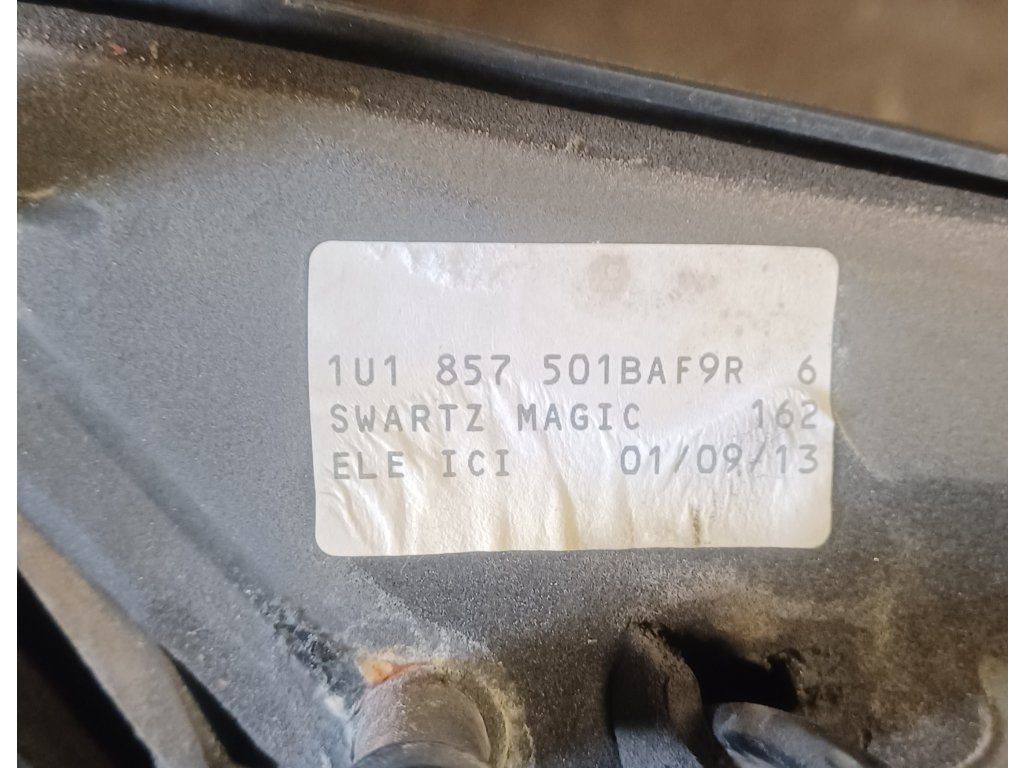 1U1 857 501BAF9R 6
SWARTZ MAGIC 162
ELE ICI 01/09/13